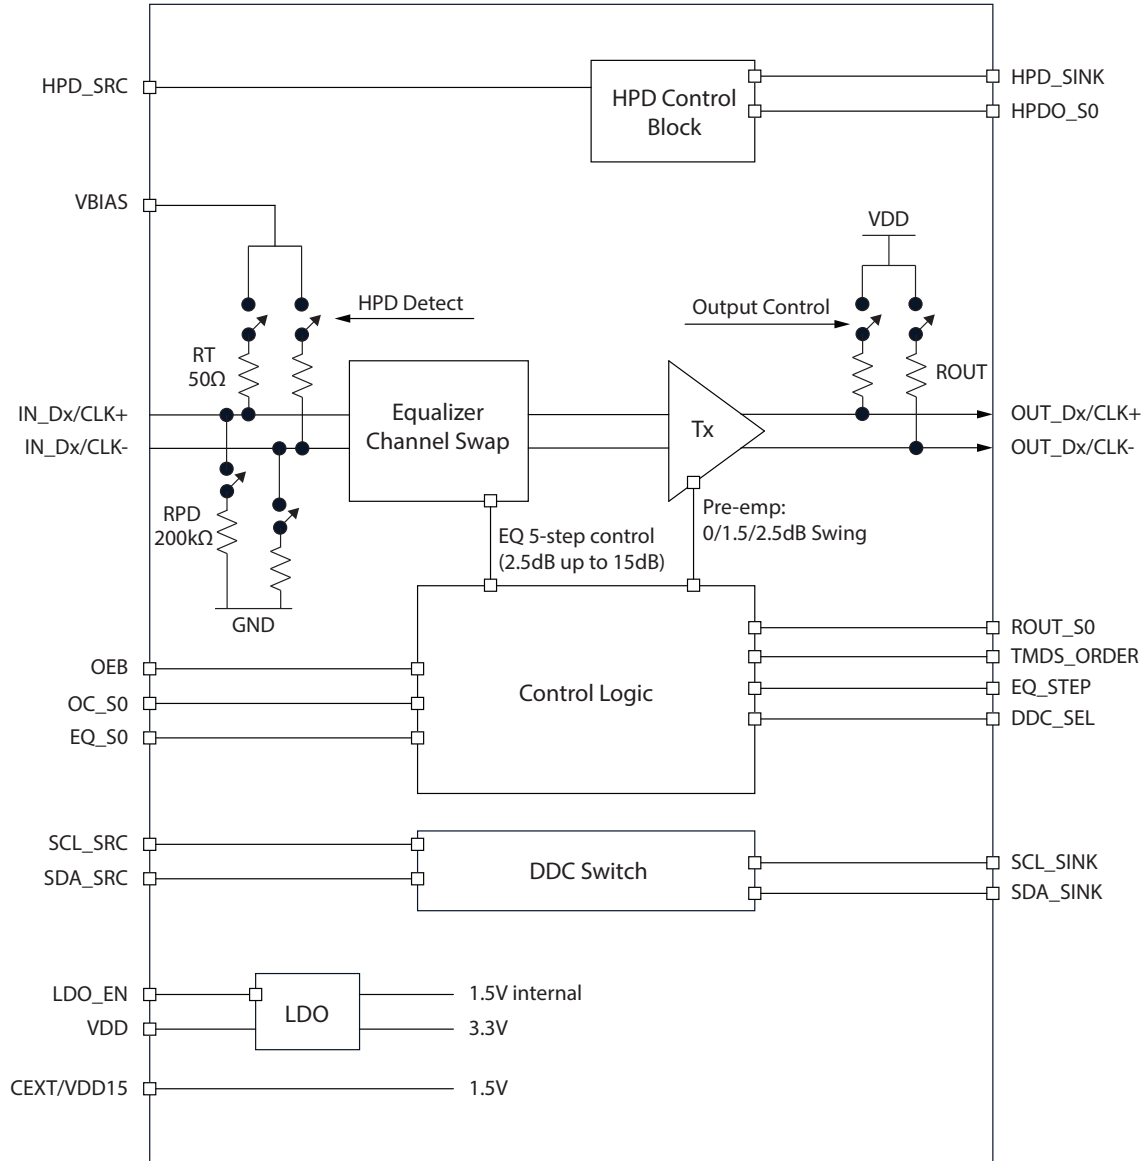 HPD_SRC
HPD Control
Block
HPD_SINK
HPDO_S0
VBIAS
VDD
HPD Detect
Output Control
RT
50Ω
ROUT
IN_Dx/CLK+
IN_Dx/CLK-
Equalizer
Channel Swap
Tx
OUT_Dx/CLK+
OUT_Dx/CLK-
RPD
200kΩ
GND
EQ 5-step control
(2.5dB up to 15dB)
Pre-emp:
0/1.5/2.5dB Swing
OEB
OC_S0
EQ_S0
Control Logic
ROUT_S0
TMDS_ORDER
EQ_STEP
DDC_SEL
SCL_SRC
SDA_SRC
DDC Switch
SCL_SINK
SDA_SINK
LDO_EN
VDD
LDO
1.5V internal
3.3V
CEXT/VDD15
1.5V